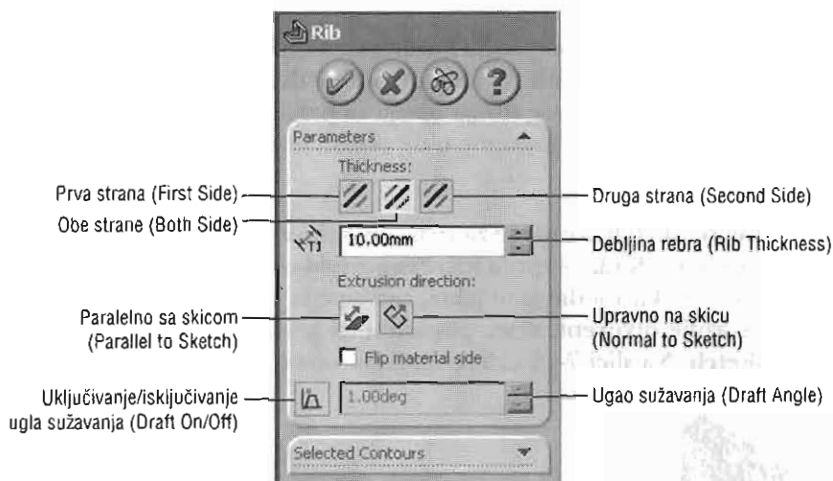 Rib
Parameters
Thickness:
Prva strana (First Side)
Druga strana (Second Side)
Obe strane (Both Side)
10.00mm
Debljina rebra (Rib Thickness)
Extrusion direction:
Paralelno sa skicom
(Parallel to Sketch)
Upravno na skicu
(Normal to Sketch)
Flip material side
Uključivanje/isključivanje
ugla sužavanja (Draft On/Off)
1.00deg
Ugao sužavanja (Draft Angle)
Selected Contours